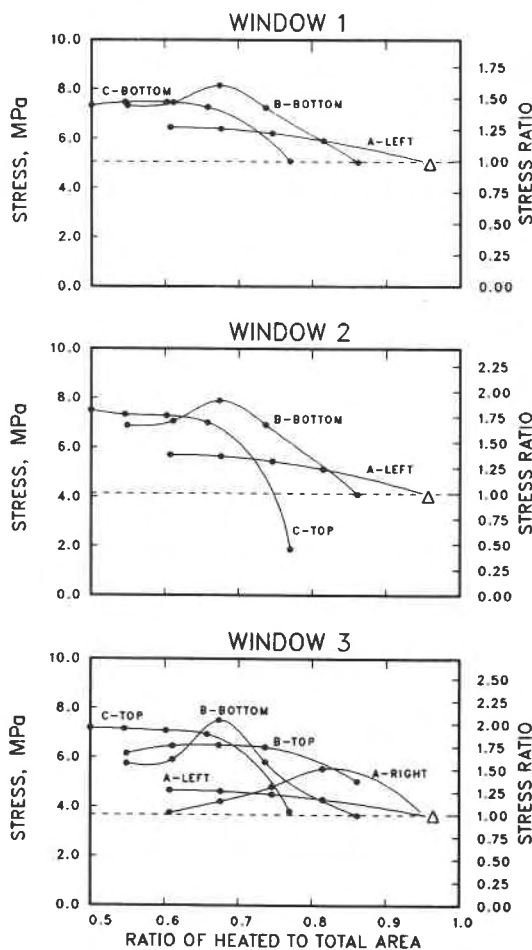 WINDOW 1
10.0
8.0
6.0
4.0
2.0
0.0
STRESS, MPa
C-BOTTOM
B-BOTTOM
A-LEFT
1.75
1.50
1.25
1.00
0.75
0.50
0.25
0.00
STRESS RATIO
WINDOW 2
10.0
8.0
6.0
4.0
2.0
0.0
STRESS, MPa
B-BOTTOM
A-LEFT
C-TOP
2.25
2.00
1.75
1.50
1.25
1.00
0.75
0.50
0.25
0.00
STRESS RATIO
WINDOW 3
10.0
8.0
6.0
4.0
2.0
0.0
STRESS, MPa
C-TOP
B-BOTTOM
B-TOP
A-LEFT
A-RIGHT
2.50
2.25
2.00
1.75
1.50
1.25
1.00
0.75
0.50
0.25
0.00
STRESS RATIO
0.5 0.6 0.7 0.8 0.9 1.0
RATIO OF HEATED TO TOTAL AREA